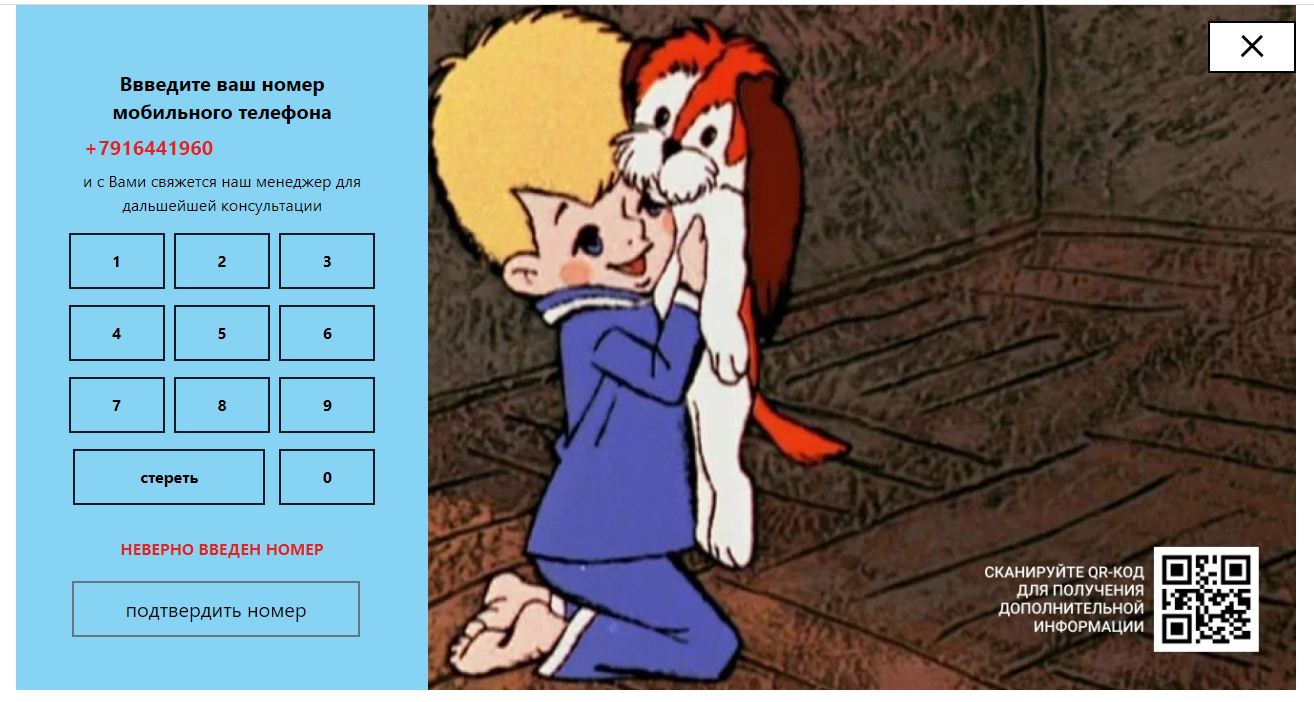 Ввведите ваш номер
мобильного телефона
+7916441960
и с Вами свяжется наш менеджер для
дальшейшей консультации
1 2 3
4 5 6
7 8 9
стереть 0
НЕВЕРНО ВВЕДЕН НОМЕР
подтвердить номер
СКАНИРУЙТЕ QR-КОД
ДЛЯ ПОЛУЧЕНИЯ
ДОПОЛНИТЕЛЬНОЙ
ИНФОРМАЦИИ